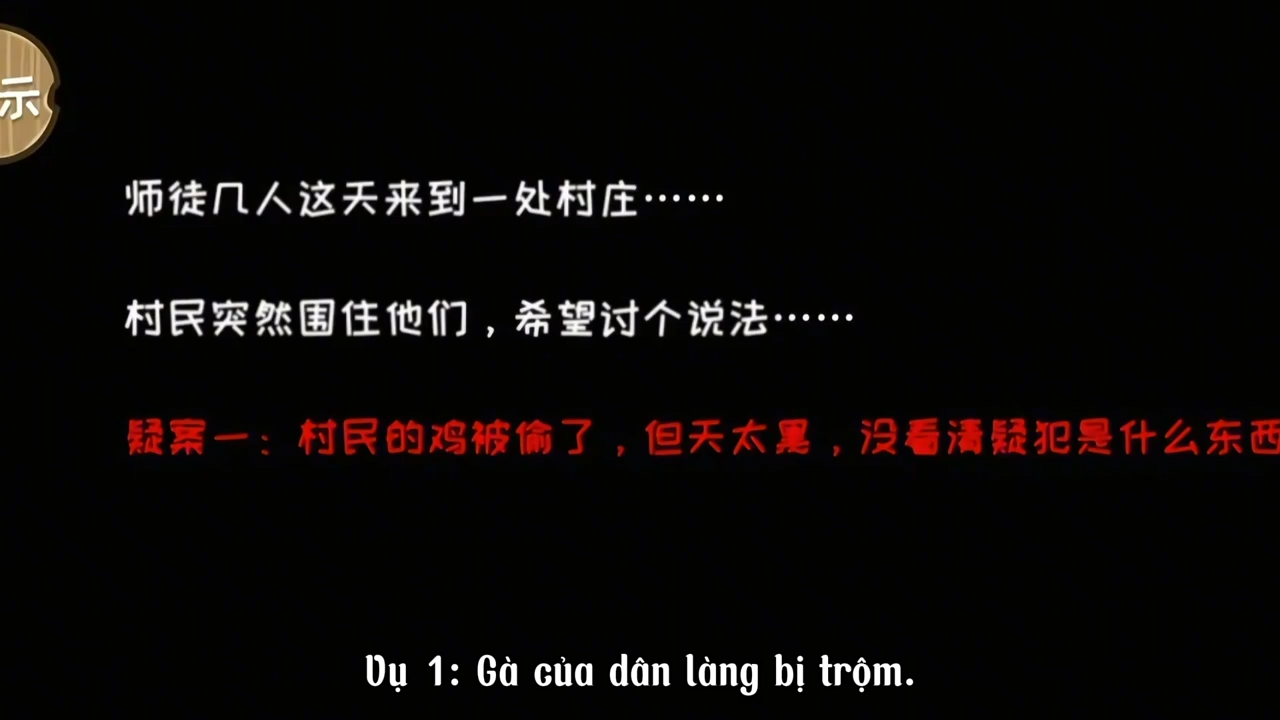 示
师徒几人这天来到一处村庄……
村民突然围住他们，希望讨个说法……
疑案一：村民的鸡被偷了，但天太黑，没看清疑犯是什么东西
Vụ 1: Gà của dân làng bị trộm.